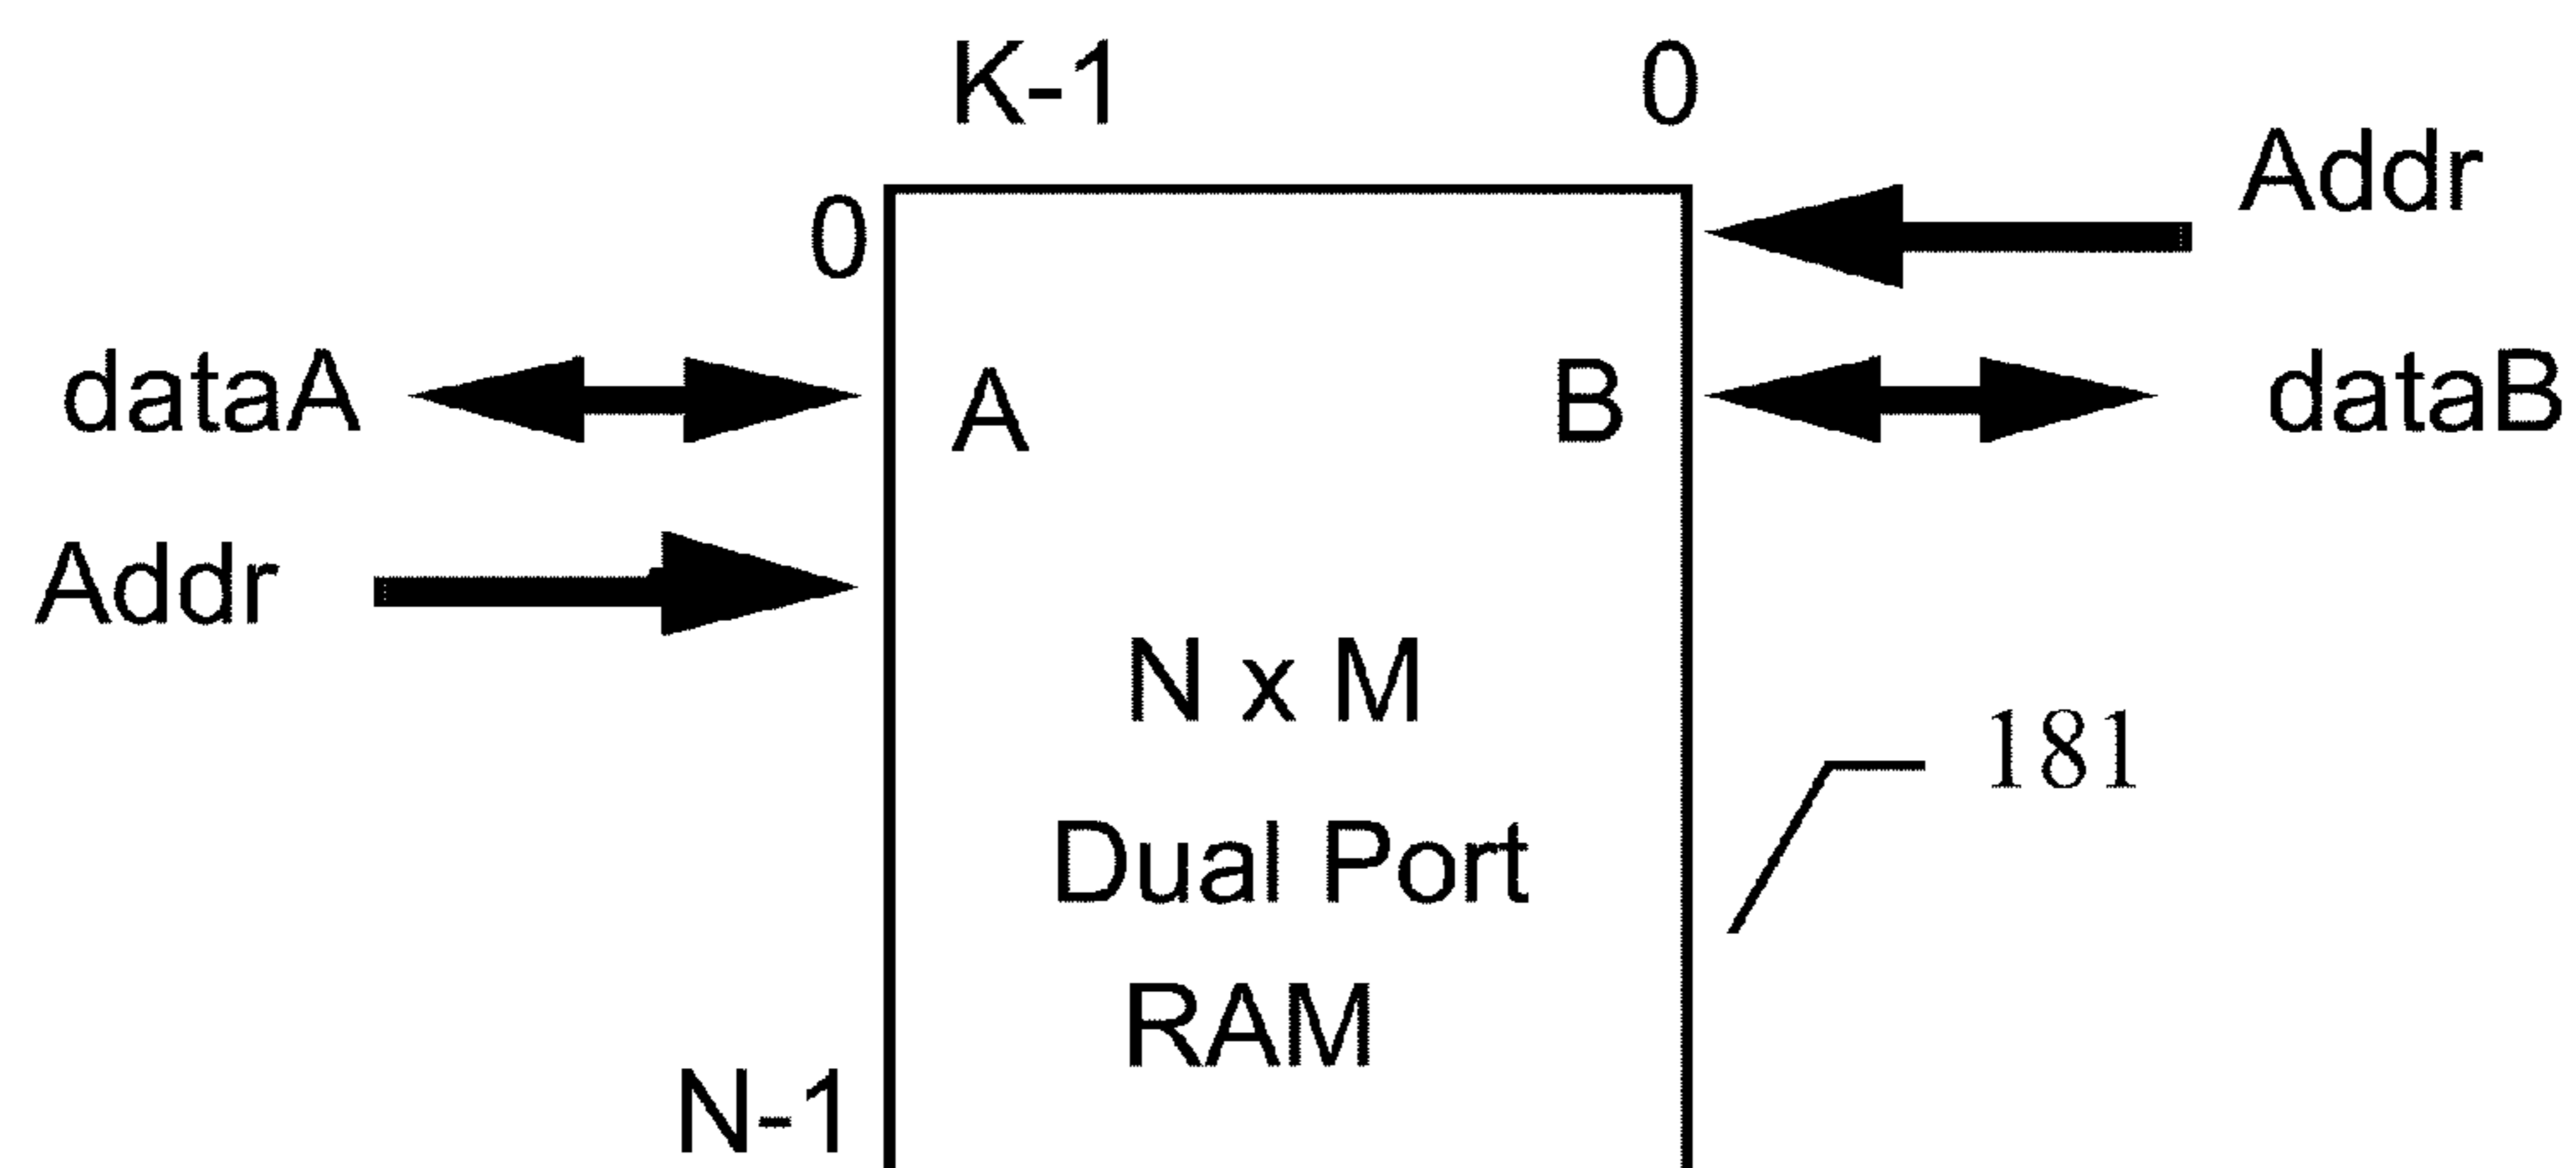 K-1 0
0 Addr
dataA A B dataB
Addr
N x M
181
Dual Port
RAM
N-1